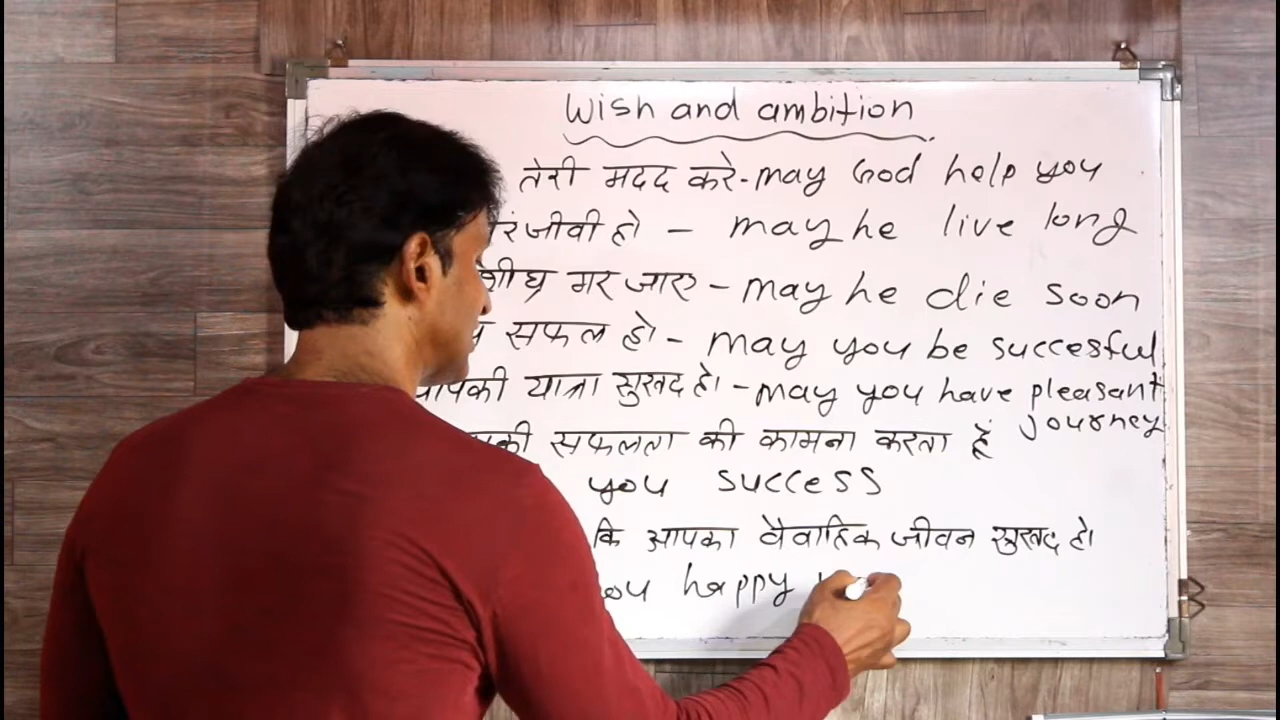 Wish and ambition
तेरी मदद करे - may God help you
रंजीवी हो - may he live long
शीघ्र मर जाए - may he die soon
सफल हो - may you be succesful
आपकी यात्रा सुखद हो - may you have pleasant
journey
पकी सफलता की कामना करता हूँ
you success
कि आपका वैवाहिक जीवन सुखद हो
you happy